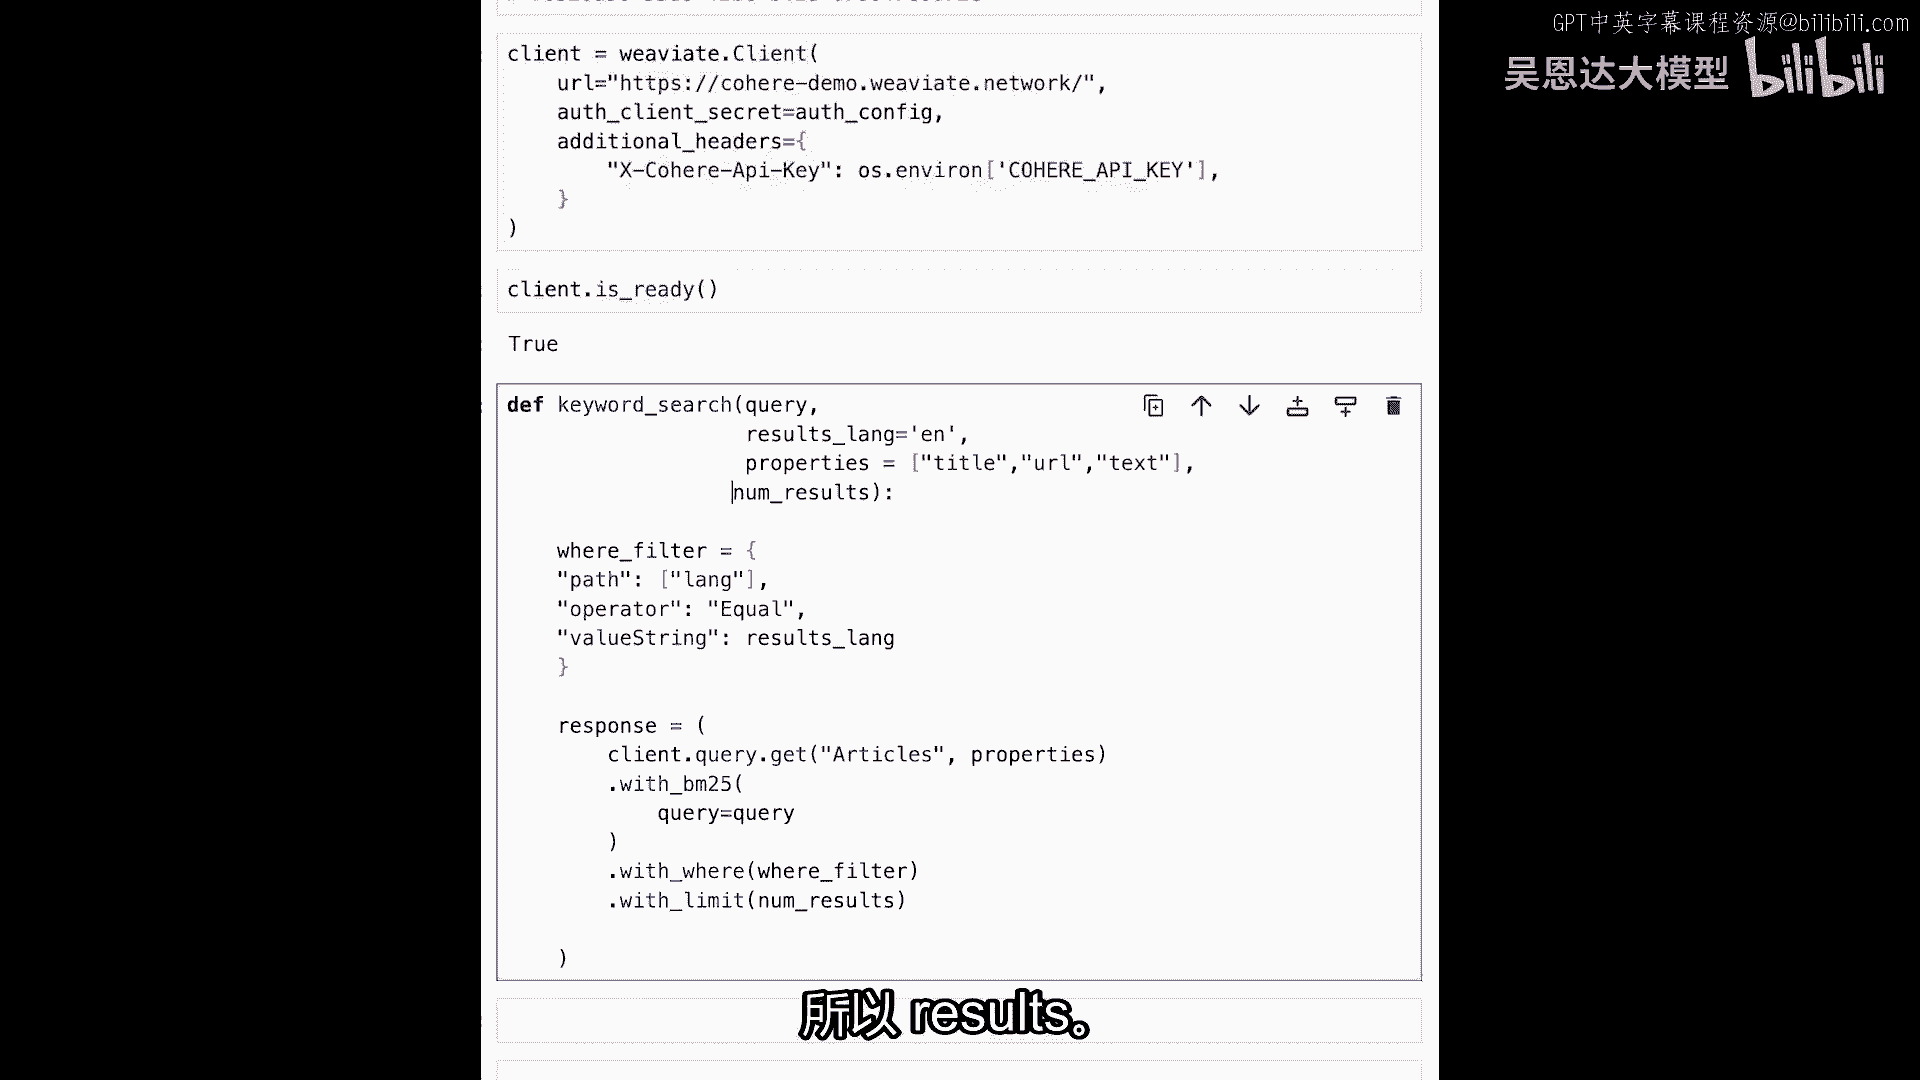 GPT中英字幕课程资源@bilibili.com
吴恩达大模型 bilibili
client = weaviate.Client(
    url="https://cohere-demo.weaviate.network/",
    auth_client_secret=auth_config,
    additional_headers={
        "X-Cohere-Api-Key": os.environ['COHERE_API_KEY'],
    }
)
client.is_ready()
True
def keyword_search(query,
                   results_lang='en',
                   properties = ["title","url","text"],
                  num_results):
    where_filter = {
    "path": ["lang"],
    "operator": "Equal",
    "valueString": results_lang
    }
    response = (
        client.query.get("Articles", properties)
        .with_bm25(
            query=query
        )
        .with_where(where_filter)
        .with_limit(num_results)
    )
所以 results。